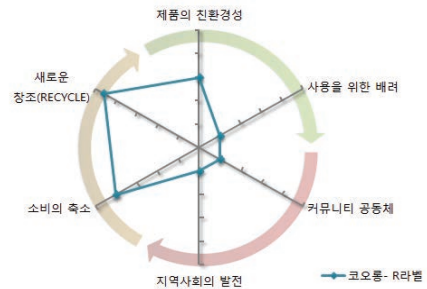 제품의 친환경성
새로운
창조(RECYCLE)
사용을 위한 배려
소비의 축소
커뮤니티 공동체
지역사회의 발전
코오롱- R라벨